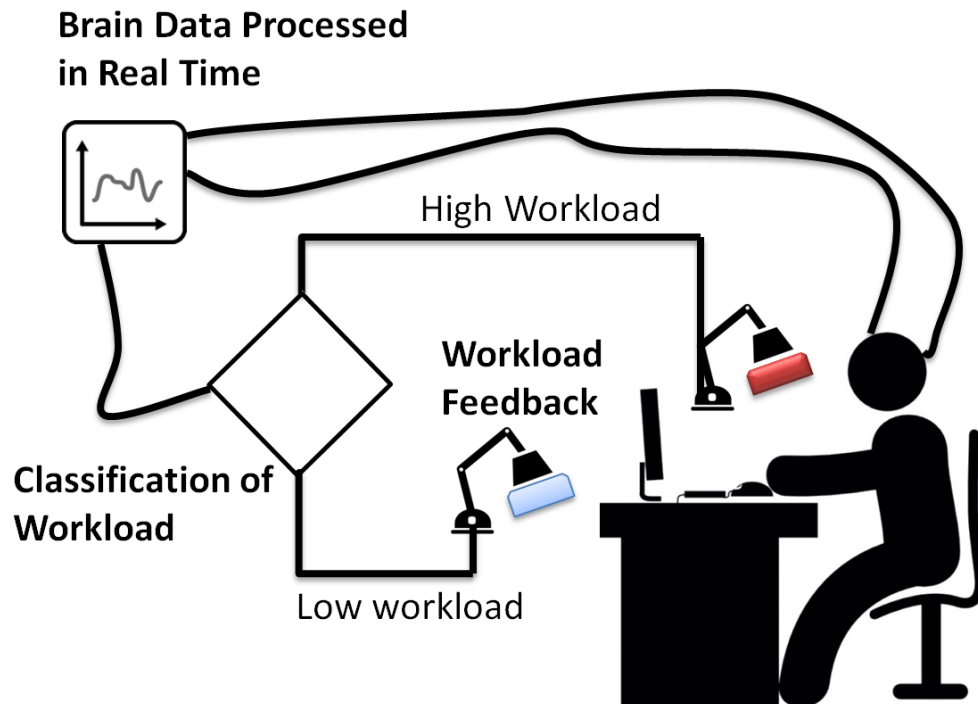 Brain Data Processed
in Real Time
High Workload
Workload
Feedback
Classification of
Workload
Low workload